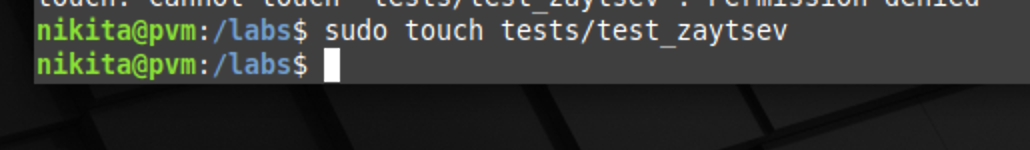 touch: cannot touch 'tests/test_zaytsev': Permission denied
nikita@pvm:/labs$ sudo touch tests/test_zaytsev
nikita@pvm:/labs$